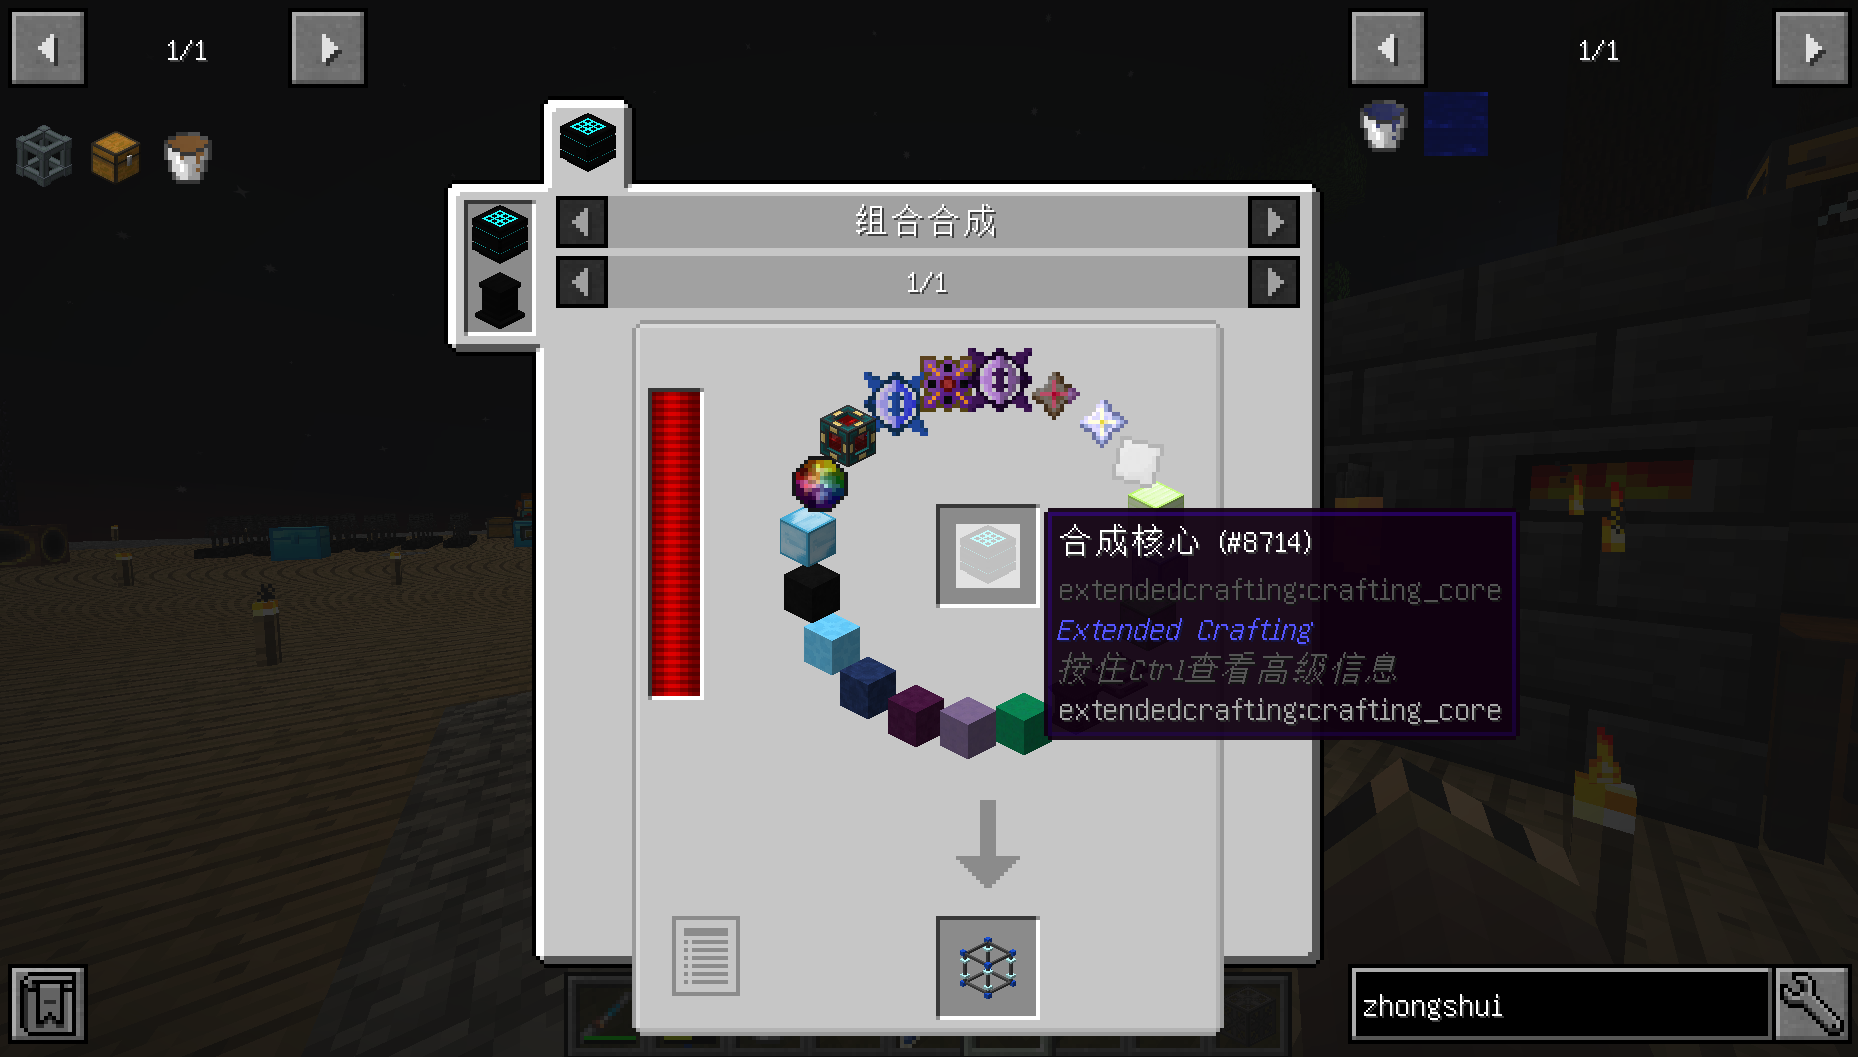 1/1
1/1
组合合成
1/1
合成核心 (#8714)
extendedcrafting:crafting_core
Extended Crafting
按住Ctrl查看高级信息
extendedcrafting:crafting_core
zhongshui